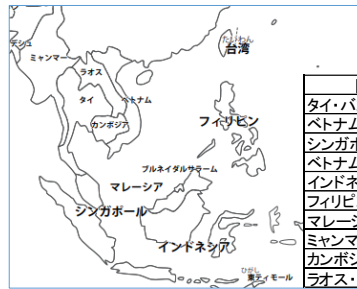 たいわん
台湾
デシュ
ミャンマー
ラオス
タイ
ベトナム
カンボジア
フィリピン
ブルネイダルサラーム
マレーシア
シンガポール
インドネシア
ひがし
東ティモール
タイ・バ
ベトナム
シンガポ
ベトナム
インドネ
フィリピ
マレーシ
ミャンマ
カンボジ
ラオス・